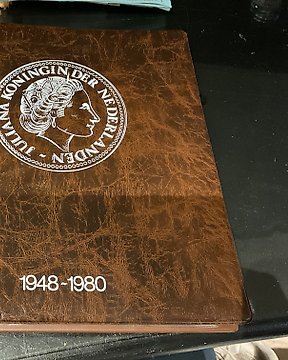 JULIANA KONINGIN DER NEDERLANDEN ~
1948-1980